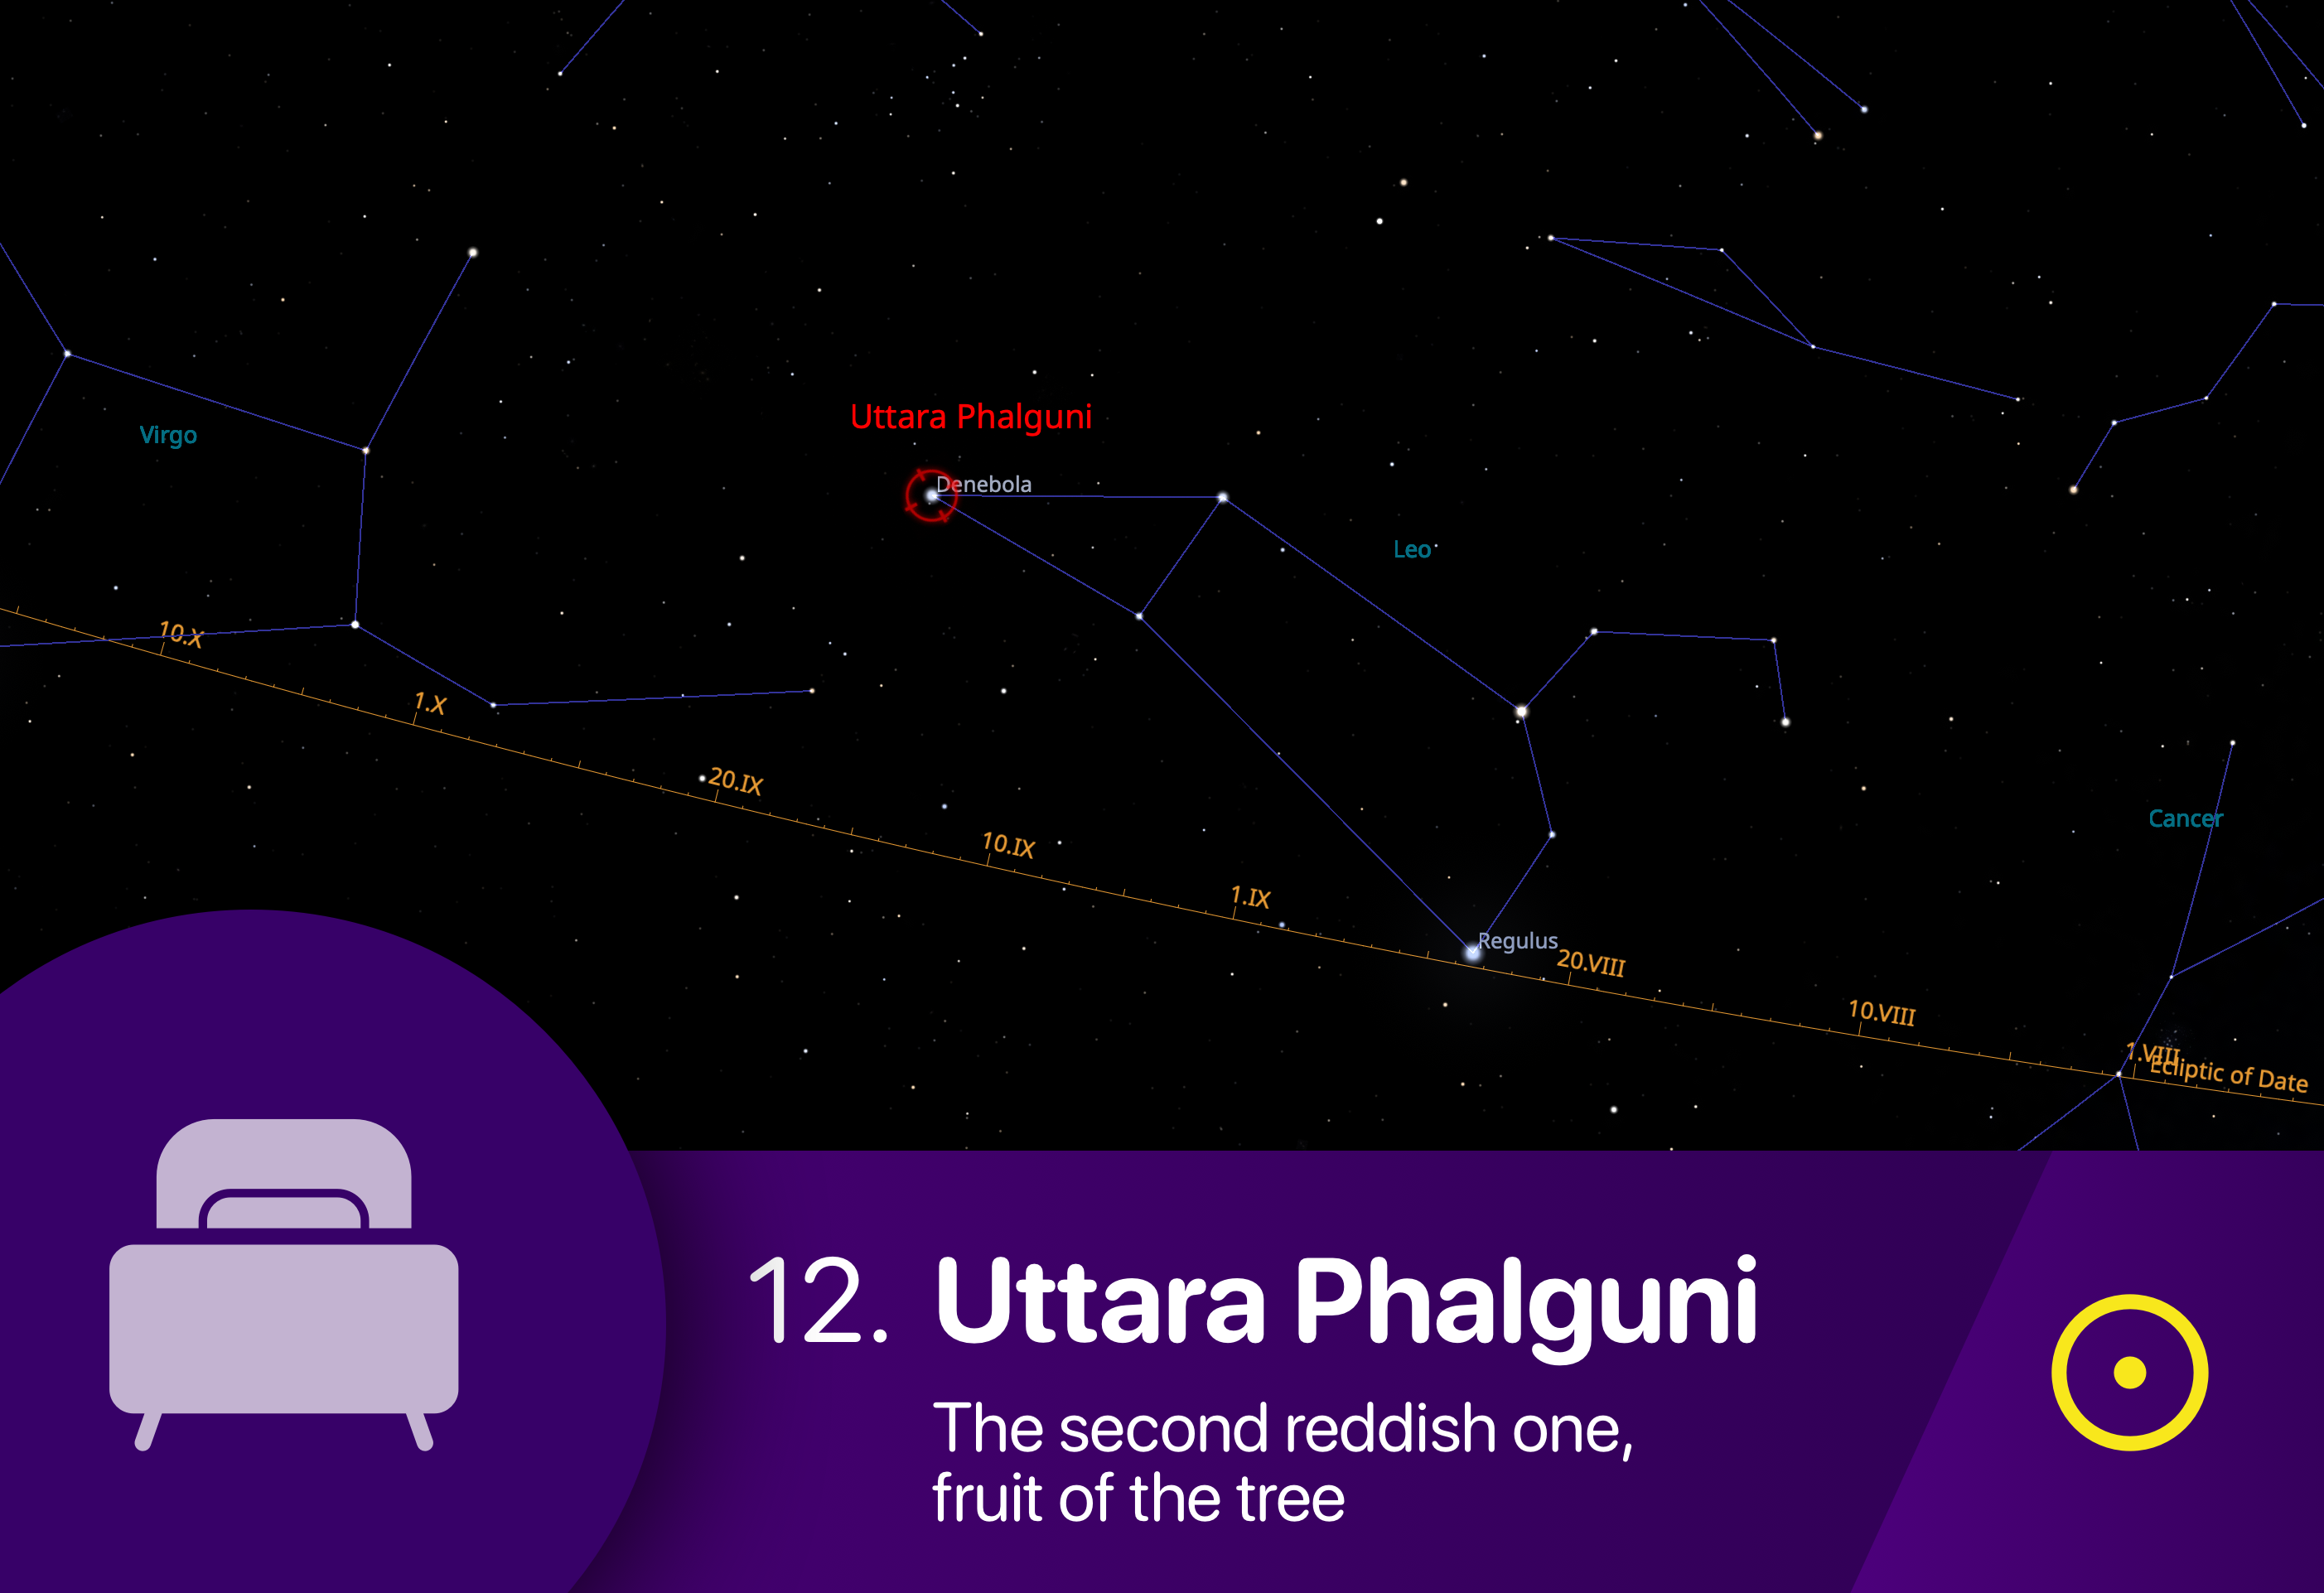 Uttara Phalguni
Virgo
Denebola
Leo
10.X
1.X
20.IX
10.IX
Cancer
1.IX
Regulus
20.VIII
10.VIII
1.VIII
Ecliptic of Date
12. Uttara Phalguni
The second reddish one,
fruit of the tree